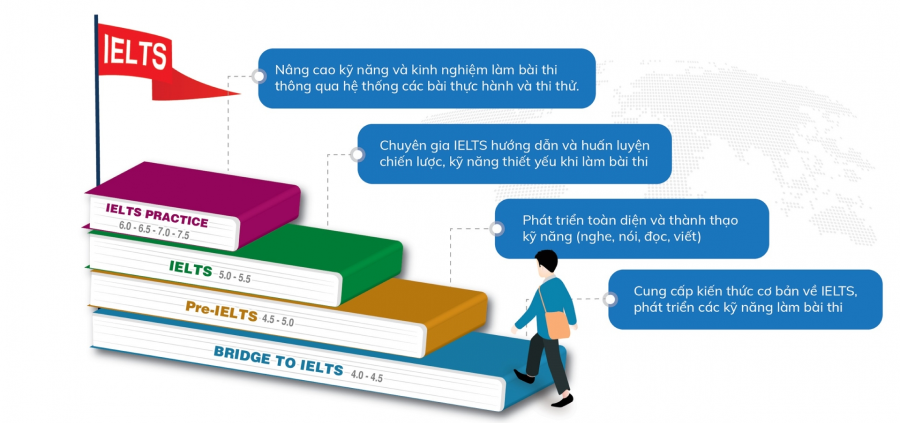 IELTS
Nâng cao kỹ năng và kinh nghiệm làm bài thi
thông qua hệ thống các bài thực hành và thi thử.
Chuyên gia IELTS hướng dẫn và huấn luyện
chiến lược, kỹ năng thiết yếu khi làm bài thi
Phát triển toàn diện và thành thạo
kỹ năng (nghe, nói, đọc, viết)
Cung cấp kiến thức cơ bản về IELTS,
phát triển các kỹ năng làm bài thi
IELTS PRACTICE
6.0 - 6.5 - 7.0 - 7.5
IELTS 5.0 - 5.5
Pre-IELTS 4.5 - 5.0
BRIDGE TO IELTS 4.0 - 4.5